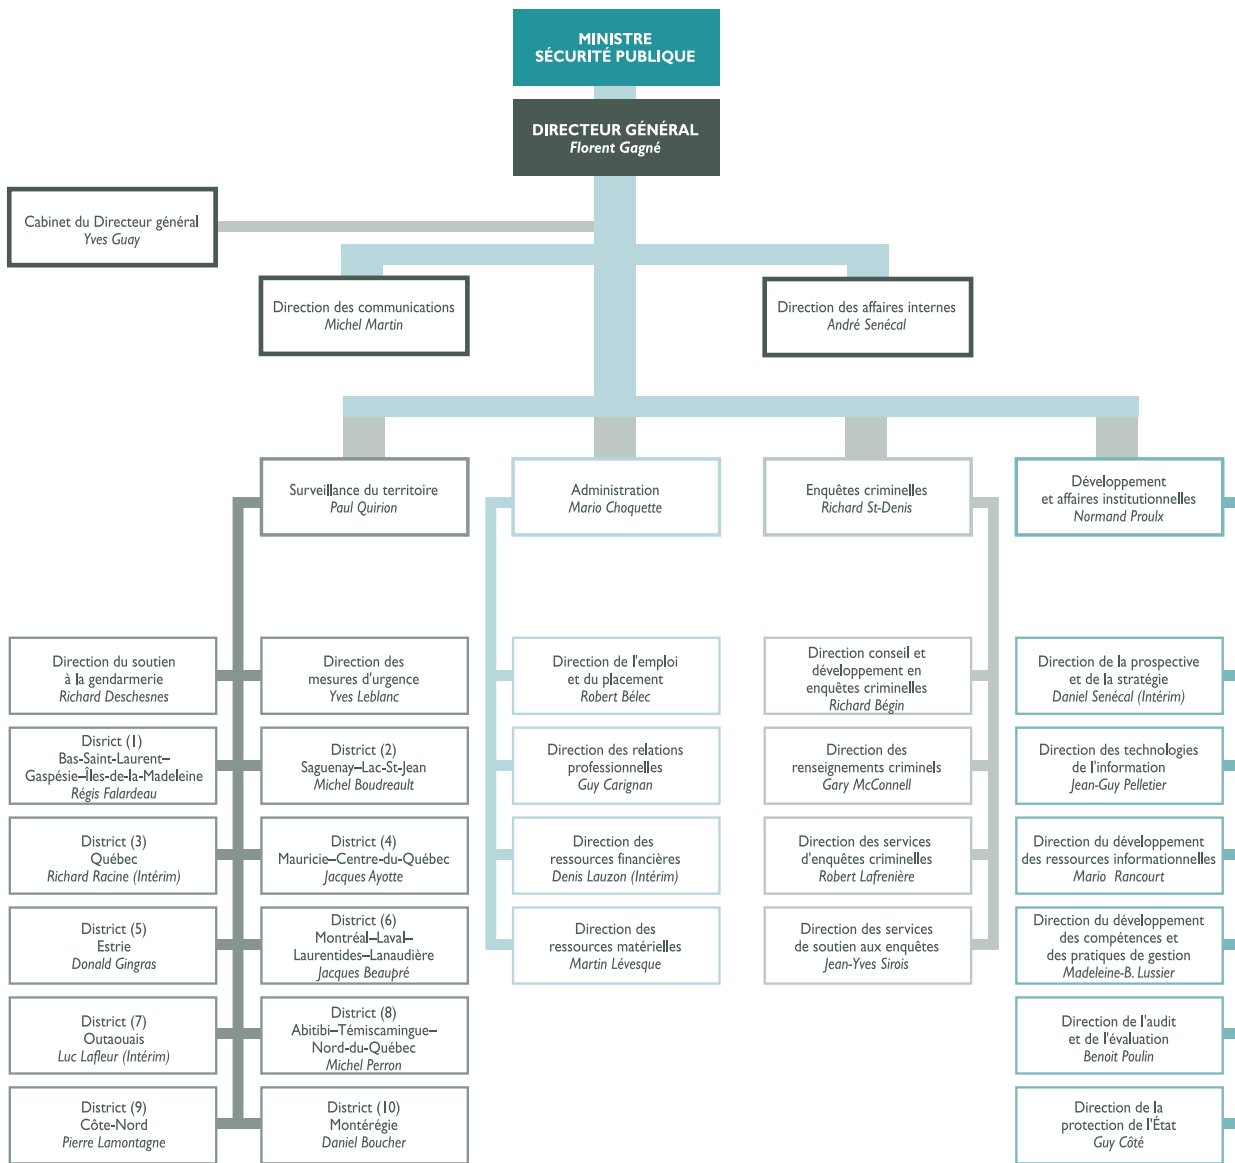 MINISTRE
SÉCURITÉ PUBLIQUE
DIRECTEUR GÉNÉRAL
Florent Gagné
Cabinet du Directeur général
Yves Guay
Direction des communications
Michel Martin
Direction des affaires internes
André Senécal
Surveillance du territoire
Paul Quirion
Administration
Mario Choquette
Enquêtes criminelles
Richard St-Denis
Développement
et affaires institutionnelles
Normand Proulx
Direction du soutien
à la gendarmerie
Richard Deschesnes
Direction des
mesures d'urgence
Yves Leblanc
Direction de l'emploi
et du placement
Robert Bélec
Direction conseil et
développement en
enquêtes criminelles
Richard Bégin
Direction de la prospective
et de la stratégie
Daniel Senécal (Intérim)
Disrict (1)
Bas-Saint-Laurent–
Gaspésie–Îles-de-la-Madeleine
Régis Falardeau
District (2)
Saguenay–Lac-St-Jean
Michel Boudreault
Direction des relations
professionnelles
Guy Carignan
Direction des
renseignements criminels
Gary McConnell
Direction des technologies
de l'information
Jean-Guy Pelletier
District (3)
Québec
Richard Racine (Intérim)
District (4)
Mauricie–Centre-du-Québec
Jacques Ayotte
Direction des
ressources financières
Denis Lauzon (Intérim)
Direction des services
d'enquêtes criminelles
Robert Lafrenière
Direction du développement
des ressources informationnelles
Mario Rancourt
District (5)
Estrie
Donald Gingras
District (6)
Montréal–Laval–
Laurentides–Lanaudière
Jacques Beaupré
Direction des
ressources matérielles
Martin Lévesque
Direction des services
de soutien aux enquêtes
Jean-Yves Sirois
Direction du développement
des compétences et
des pratiques de gestion
Madeleine-B. Lussier
District (7)
Outaouais
Luc Lafleur (Intérim)
District (8)
Abitibi–Témiscamingue–
Nord-du-Québec
Michel Perron
Direction de l'audit
et de l'évaluation
Benoit Poulin
District (9)
Côte-Nord
Pierre Lamontagne
District (10)
Montérégie
Daniel Boucher
Direction de la
protection de l'État
Guy Côté